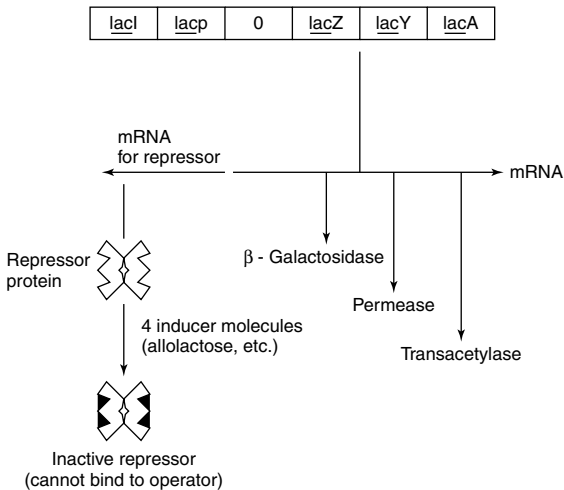 lacI lacp 0 lacZ lacY lacA
mRNA
for repressor
mRNA
Repressor
protein
β - Galactosidase
Permease
Transacetylase
4 inducer molecules
(allolactose, etc.)
Inactive repressor
(cannot bind to operator)